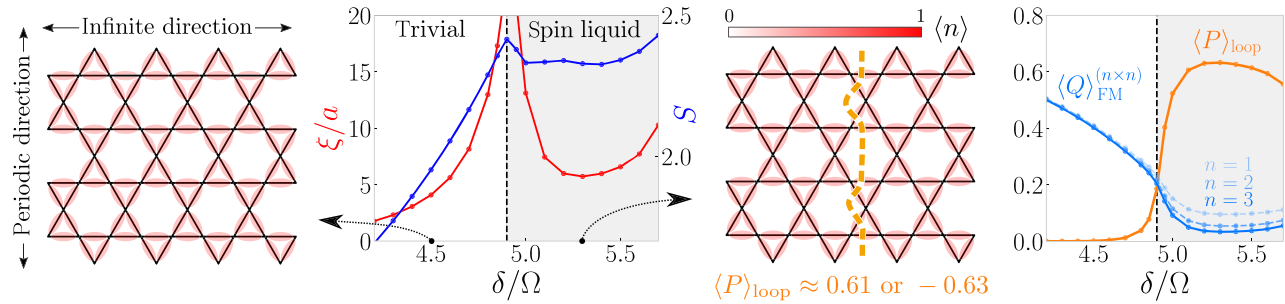 Infinite direction
Periodic direction
20
15
10
5
0
ξ/a
Trivial
Spin liquid
2.5
2.0
S
4.5
5.0
5.5
δ/Ω
0
1
⟨n⟩
⟨P⟩loop ≈ 0.61 or − 0.63
0.8
0.6
0.4
0.2
0.0
⟨P⟩loop
⟨Q⟩FM(n×n)
n = 1
n = 2
n = 3
4.5
5.0
5.5
δ/Ω